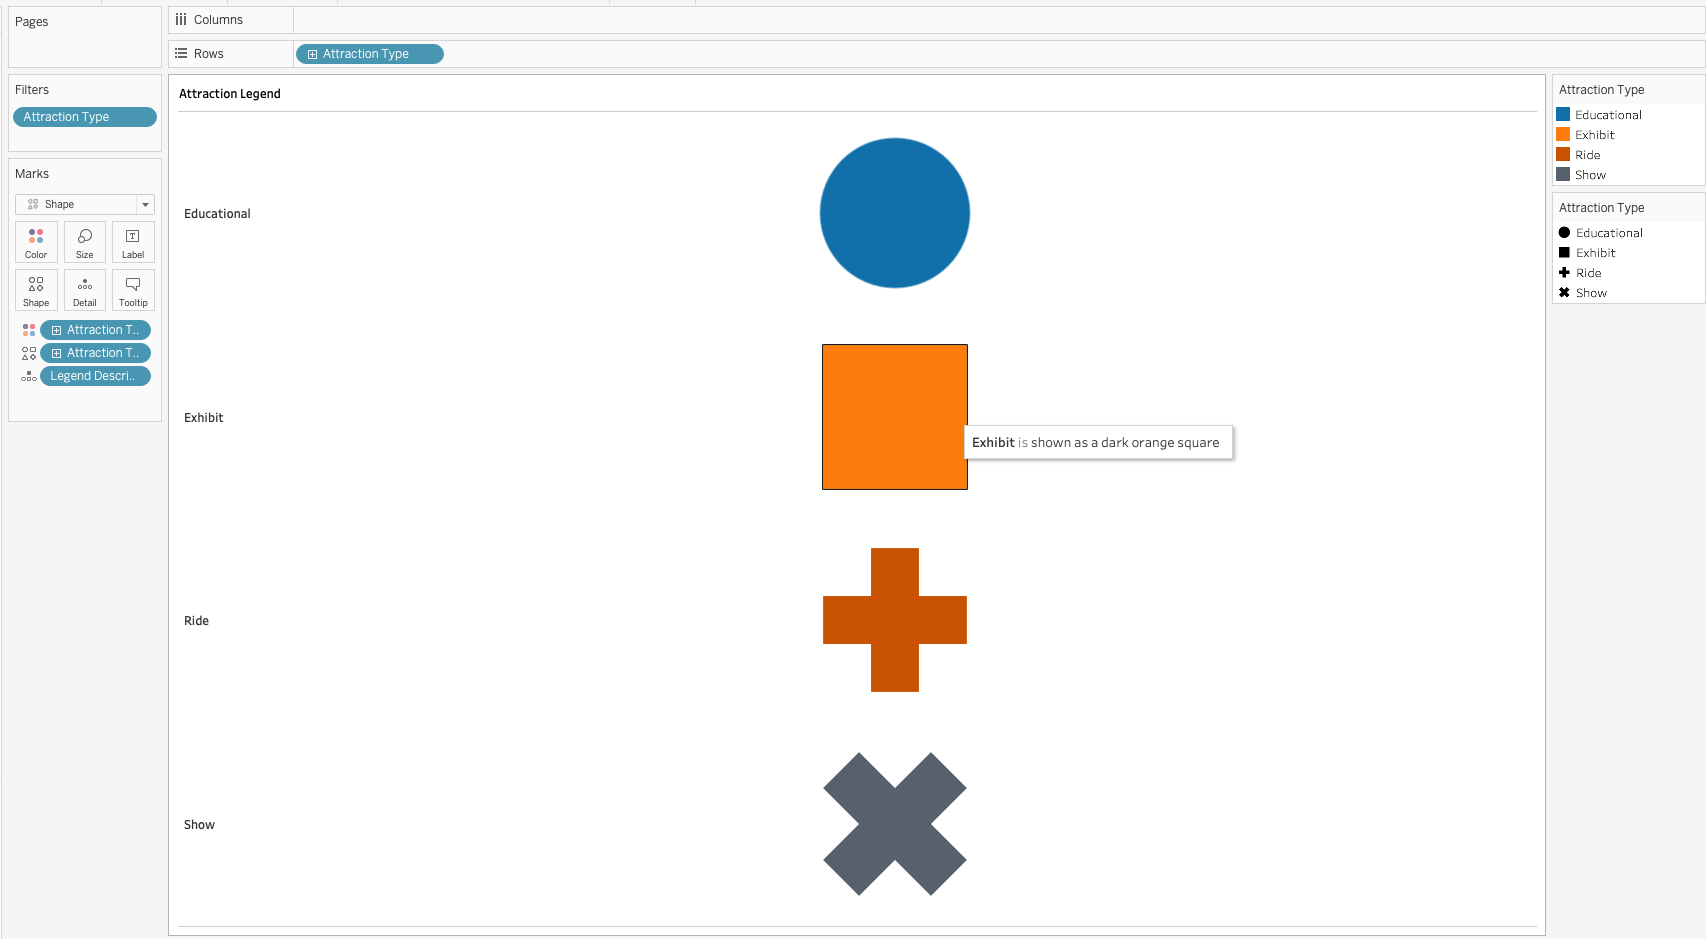 Pages
Columns
Rows
Attraction Type
Filters
Attraction Type
Marks
Shape
Color
Size
Label
Shape
Detail
Tooltip
Attraction T..
Attraction T..
Legend Descri..
Attraction Legend
Educational
Exhibit
Exhibit is shown as a dark orange square
Ride
Show
Attraction Type
Educational
Exhibit
Ride
Show
Attraction Type
Educational
Exhibit
Ride
Show